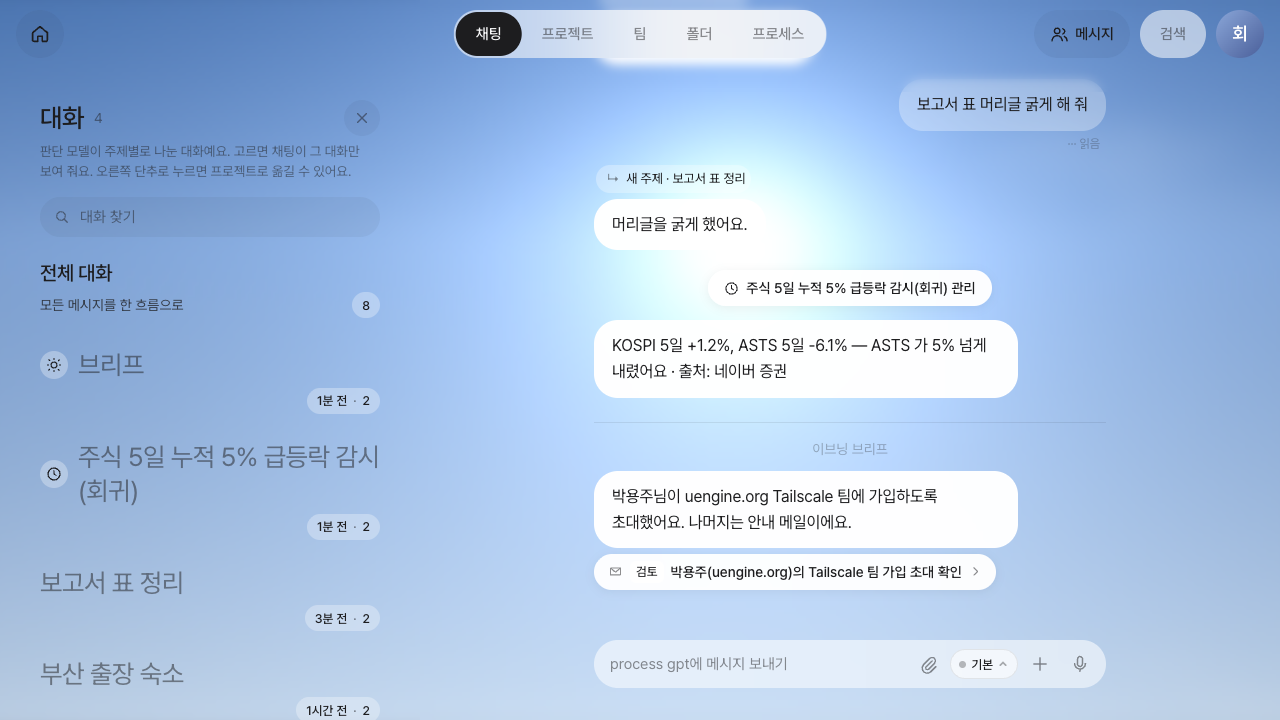 채팅
프로젝트
팀
폴더
프로세스
메시지
검색
회
대화 4
판단 모델이 주제별로 나눈 대화예요. 고르면 채팅이 그 대화만
보여 줘요. 오른쪽 단추로 누르면 프로젝트로 옮길 수 있어요.
대화 찾기
전체 대화
모든 메시지를 한 흐름으로
8
브리프
1분 전 · 2
주식 5일 누적 5% 급등락 감시
(회귀)
1분 전 · 2
보고서 표 정리
3분 전 · 2
부산 출장 숙소
1시간 전 · 2
보고서 표 머리글 굵게 해 줘
– 읽음
새 주제 · 보고서 표 정리
머리글을 굵게 했어요.
주식 5일 누적 5% 급등락 감시(회귀) 관리
KOSPI 5일 +1.2%, ASTS 5일 -6.1% — ASTS 가 5% 넘게
내렸어요 · 출처: 네이버 증권
이브닝 브리프
박용주님이 uengine.org Tailscale 팀에 가입하도록
초대했어요. 나머지는 안내 메일이에요.
검토 박용주(uengine.org)의 Tailscale 팀 가입 초대 확인
process gpt에 메시지 보내기
기본